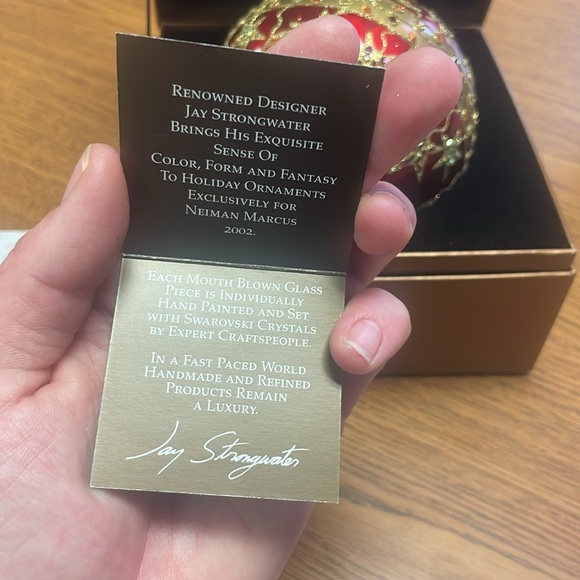 Renowned Designer
Jay Strongwater
Brings His Exquisite
Sense Of
Color, Form and Fantasy
To Holiday Ornaments
Exclusively for
Neiman Marcus
2002.
Each Mouth Blown Glass
Piece is Individually
Hand Painted and Set
with Swarovski Crystals
by Expert Craftspeople.
In a Fast Paced World
Handmade and Refined
Products Remain
a Luxury.
Jay Strongwater